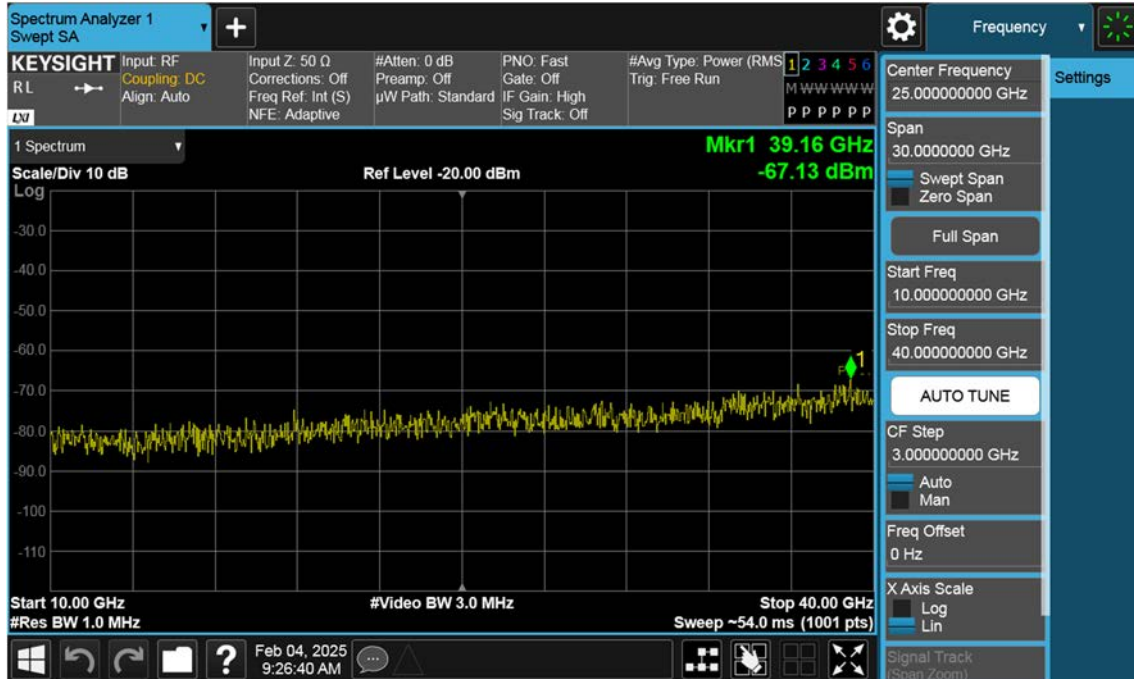 Spectrum Analyzer 1
Swept SA
+
Frequency
KEYSIGHT
RL
LXI
Input: RF
Coupling: DC
Align: Auto
Input Z: 50 Ω
Corrections: Off
Freq Ref: Int (S)
NFE: Adaptive
#Atten: 0 dB
Preamp: Off
µW Path: Standard
PNO: Fast
Gate: Off
IF Gain: High
Sig Track: Off
#Avg Type: Power (RMS
Trig: Free Run
1 2 3 4 5 6
M W W W W W
P P P P P P
1 Spectrum
Scale/Div 10 dB
Ref Level -20.00 dBm
Mkr1 39.16 GHz
-67.13 dBm
Log
-30.0
-40.0
-50.0
-60.0
-70.0
-80.0
-90.0
-100
-110
1
Start 10.00 GHz
#Video BW 3.0 MHz
Stop 40.00 GHz
#Res BW 1.0 MHz
Sweep ~54.0 ms (1001 pts)
?
Feb 04, 2025
9:26:40 AM
Center Frequency
25.000000000 GHz
Settings
Span
30.0000000 GHz
Swept Span
Zero Span
Full Span
Start Freq
10.000000000 GHz
Stop Freq
40.000000000 GHz
AUTO TUNE
CF Step
3.000000000 GHz
Auto
Man
Freq Offset
0 Hz
X Axis Scale
Log
Lin
Signal Track
(Span Zoom)